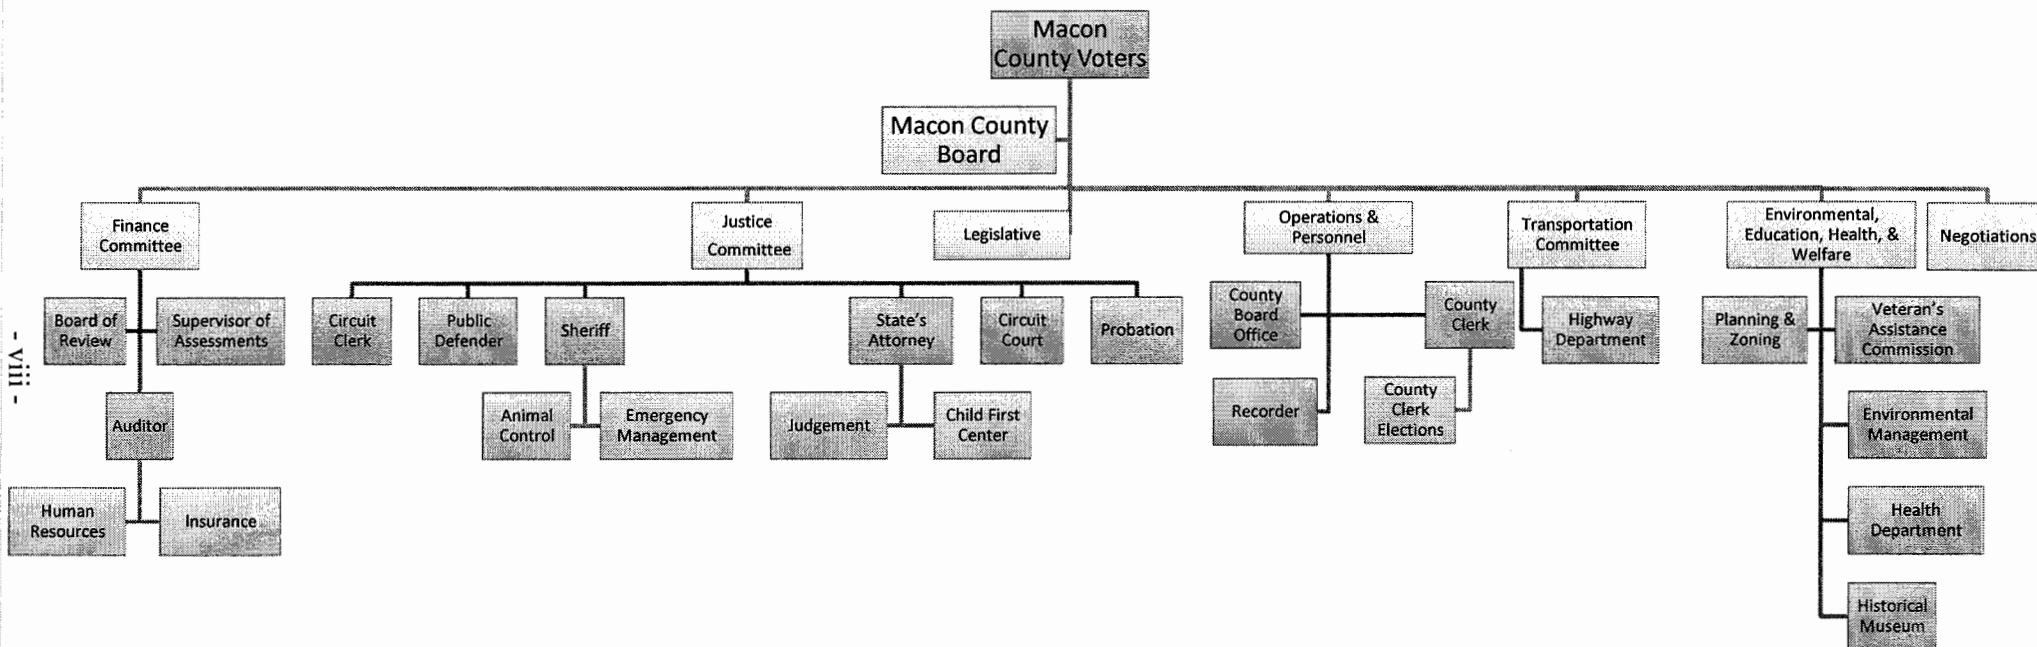 Macon
County Voters
Macon County
Board
Finance
Committee
Justice
Committee
Legislative
Operations &
Personnel
Transportation
Committee
Environmental,
Education, Health, &
Welfare
Negotiations
Board of
Review
Supervisor of
Assessments
Circuit
Clerk
Public
Defender
Sheriff
State's
Attorney
Circuit
Court
Probation
County
Board
Office
County
Clerk
Highway
Department
Planning &
Zoning
Veteran's
Assistance
Commission
Auditor
Animal
Control
Emergency
Management
Judgement
Child First
Center
Recorder
County
Clerk
Elections
Environmental
Management
Human
Resources
Insurance
Health
Department
Historical
Museum
- viii -